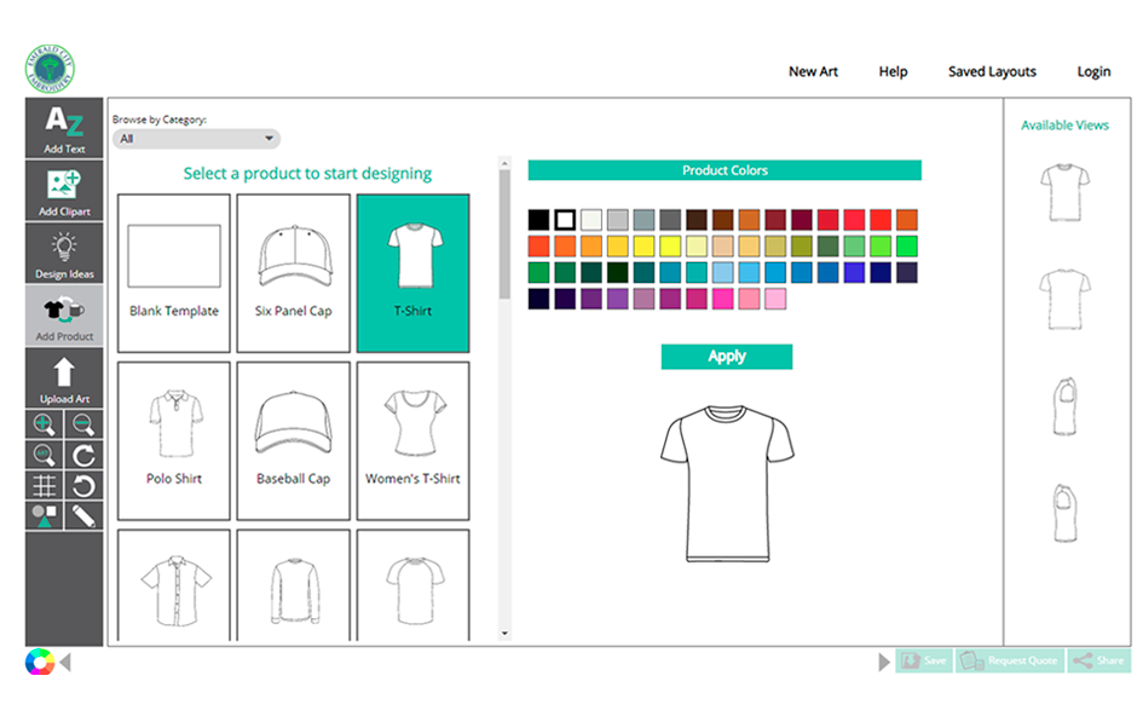 EMERALD CITY
EMBROIDERY
New Art
Help
Saved Layouts
Login
AZ
Add Text
Add Clipart
Design Ideas
Add Product
Upload Art
Browse by Category:
All
Select a product to start designing
Blank Template
Six Panel Cap
T-Shirt
Polo Shirt
Baseball Cap
Women's T-Shirt
Product Colors
Apply
Available Views
Save
Request Quote
Share